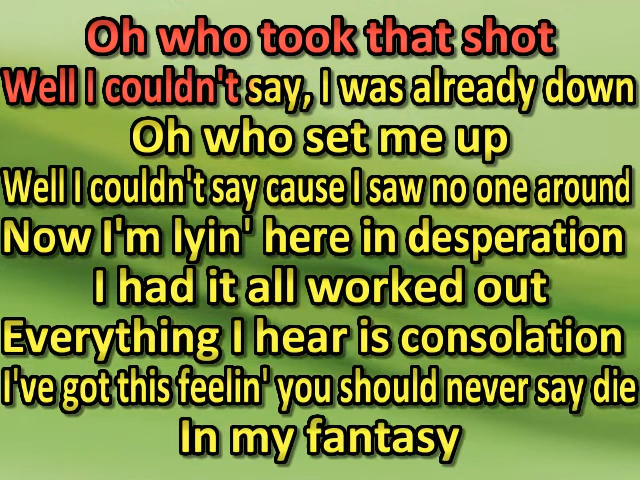 Oh who took that shot
Well I couldn't say, I was already down
Oh who set me up
Well I couldn't say cause I saw no one around
Now I'm lyin' here in desperation
I had it all worked out
Everything I hear is consolation
I've got this feelin' you should never say die
In my fantasy